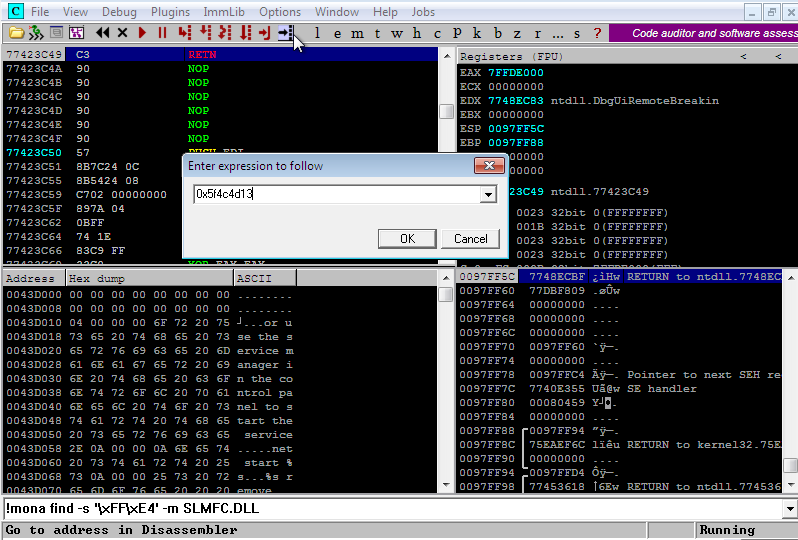 C File View Debug Plugins ImmLib Options Window Help Jobs
l e m t w h c p k b z r ... s ? Code auditor and software assess
77423C49 C3 RETN
77423C4A 90 NOP
77423C4B 90 NOP
77423C4C 90 NOP
77423C4D 90 NOP
77423C4E 90 NOP
77423C4F 90 NOP
77423C50 57 PUSH EDI
77423C51 8B7C24 0C
77423C55 8B5424 08
77423C59 C702 00000000
77423C5F 897A 04
77423C62 0BFF
77423C64 74 1E
77423C66 83C9 FF
Registers (FPU) < <
EAX 7FFDE000
ECX 00000000
EDX 7748EC83 ntdll.DbgUiRemoteBreakin
EBX 00000000
ESP 0097FF5C
EBP 0097FF88
00000000
00000000
ntdll.77423C49
0023 32bit 0(FFFFFFFF)
001B 32bit 0(FFFFFFFF)
0023 32bit 0(FFFFFFFF)
0023 32bit 0(FFFFFFFF)
Enter expression to follow
0x5f4c4d13
OK Cancel
Address Hex dump ASCII
0043D000 00 00 00 00 00 00 00 00 ........
0043D008 00 00 00 00 00 00 00 00 ........
0043D010 04 00 00 00 6F 72 20 75 ┘...or u
0043D018 73 65 20 74 68 65 20 73 se the s
0043D020 65 72 76 69 63 65 20 6D ervice m
0043D028 61 6E 61 67 65 72 20 69 anager i
0043D030 6E 20 74 68 65 20 63 6F n the co
0043D038 6E 74 72 6F 6C 20 70 61 ntrol pa
0043D040 6E 65 6C 20 74 6F 20 73 nel to s
0043D048 74 61 72 74 20 74 68 65 tart the
0043D050 20 73 65 72 76 69 63 65 service
0043D058 2E 0A 00 00 0A 6E 65 74 .....net
0043D060 20 73 74 61 72 74 20 25 start %
0043D068 73 0A 00 00 25 73 20 72 s...%s r
0043D070 65 6D 6F 76 65 20 20 20 emove
0097FF5C 7748ECBF ¿ìHw RETURN to ntdll.7748EC
0097FF60 77DBF809 .øÛw
0097FF64 00000000 ....
0097FF68 00000000 ....
0097FF6C 00000000 ....
0097FF70 0097FF60 `ÿ—.
0097FF74 00000000 ....
0097FF78 0097FFC4 Äÿ—. Pointer to next SEH re
0097FF7C 7740E355 Uã@w SE handler
0097FF80 00080459
0097FF84 00000000 ....
0097FF88 0097FF94 ”ÿ—.
0097FF8C 75EAEF6C lïêu RETURN to kernel32.75E
0097FF90 00000000 ....
0097FF94 0097FFD4 Ôÿ—.
0097FF98 77453618 ↑6Ew RETURN to ntdll.774536
!mona find -s '\xFF\xE4' -m SLMFC.DLL
Go to address in Disassembler Running